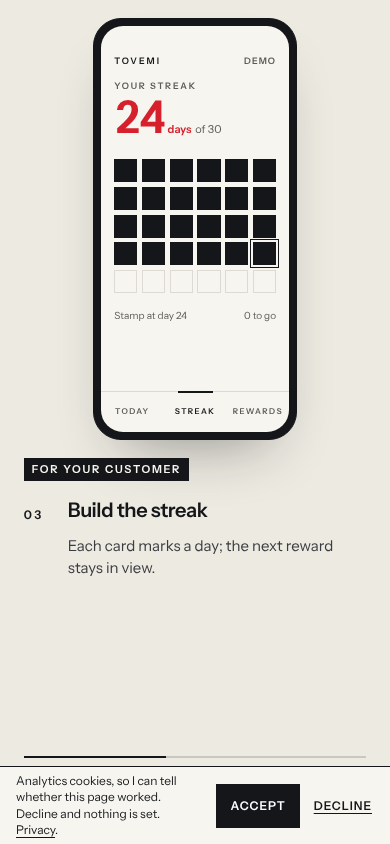 TOVEMI DEMO
YOUR STREAK
24 days of 30
Stamp at day 24 0 to go
TODAY STREAK REWARDS
FOR YOUR CUSTOMER
03 Build the streak
Each card marks a day; the next reward
stays in view.
Analytics cookies, so I can tell
whether this page worked.
Decline and nothing is set.
Privacy.
ACCEPT DECLINE